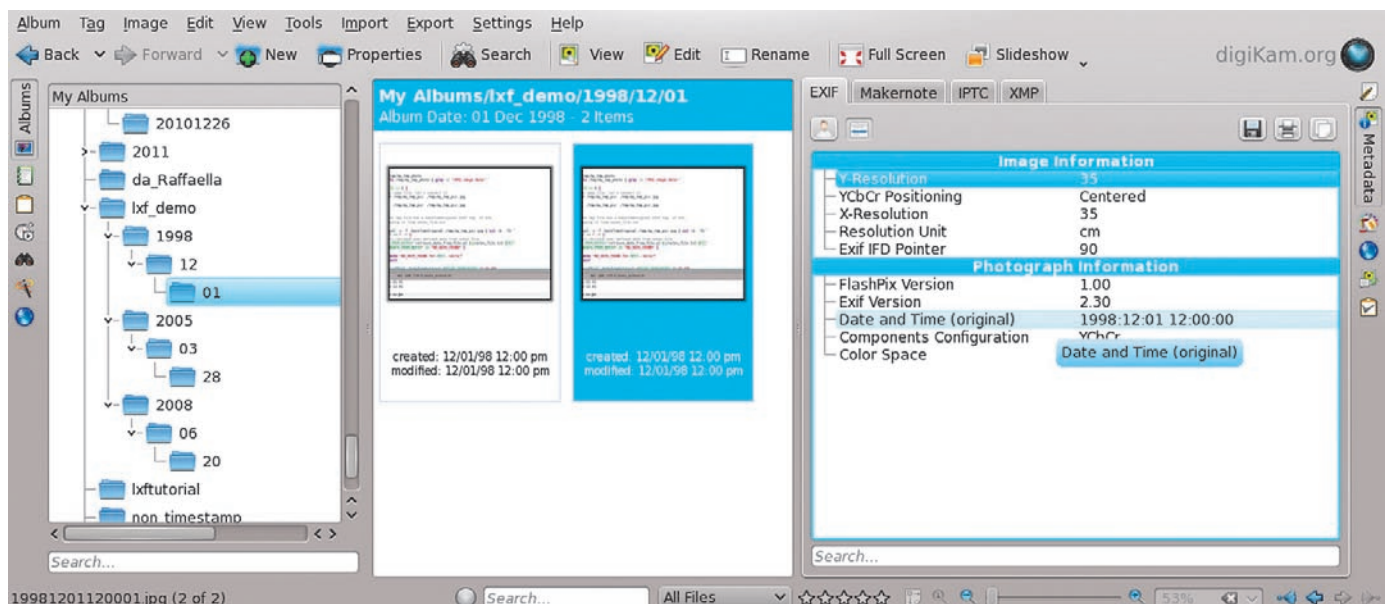 Album Tag Image Edit View Tools Import Export Settings Help
Back Forward New Properties Search View Edit Rename Full Screen Slideshow digiKam.org
Albums
My Albums
20101226
2011
da_Raffaella
lxf_demo
1998
12
01
2005
03
28
2008
06
20
lxftutorial
non_timestamp
Search...
My Albums/lxf_demo/1998/12/01
Album Date: 01 Dec 1998 - 2 Items
created: 12/01/98 12:00 pm
modified: 12/01/98 12:00 pm
created: 12/01/98 12:00 pm
modified: 12/01/98 12:00 pm
EXIF Makernote IPTC XMP
Image Information
Y-Resolution 35
YCbCr Positioning Centered
X-Resolution 35
Resolution Unit cm
Exif IFD Pointer 90
Photograph Information
FlashPix Version 1.00
Exif Version 2.30
Date and Time (original) 1998:12:01 12:00:00
Components Configuration YCbCr
Color Space
Date and Time (original)
Search...
Metadata
19981201120001.jpg (2 of 2)
Search...
All Files
53%